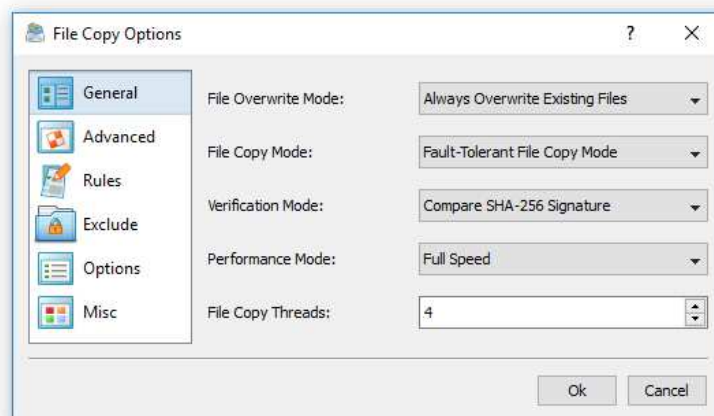 File Copy Options
?
General
Advanced
Rules
Exclude
Options
Misc
File Overwrite Mode: Always Overwrite Existing Files
File Copy Mode: Fault-Tolerant File Copy Mode
Verification Mode: Compare SHA-256 Signature
Performance Mode: Full Speed
File Copy Threads: 4
Ok Cancel